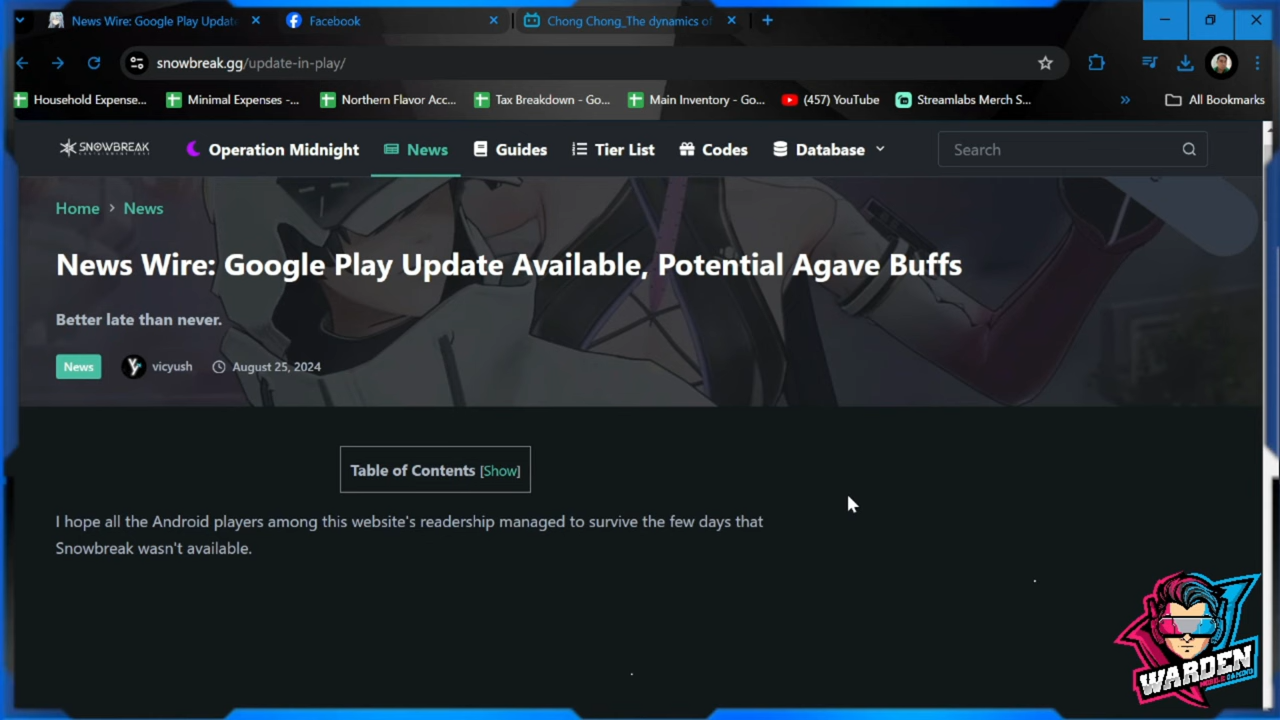 News Wire: Google Play Updat
Facebook
Chong Chong_The dynamics of
snowbreak.gg/update-in-play/
Household Expense...
Minimal Expenses -...
Northern Flavor Acc...
Tax Breakdown - Go...
Main Inventory - Go...
(457) YouTube
Streamlabs Merch S...
All Bookmarks
SNOWBREAK
Operation Midnight
News
Guides
Tier List
Codes
Database
Search
Home > News
News Wire: Google Play Update Available, Potential Agave Buffs
Better late than never.
News
vicyush
August 25, 2024
Table of Contents [Show]
I hope all the Android players among this website's readership managed to survive the few days that
Snowbreak wasn't available.
WARDEN
MOBILE GAMING